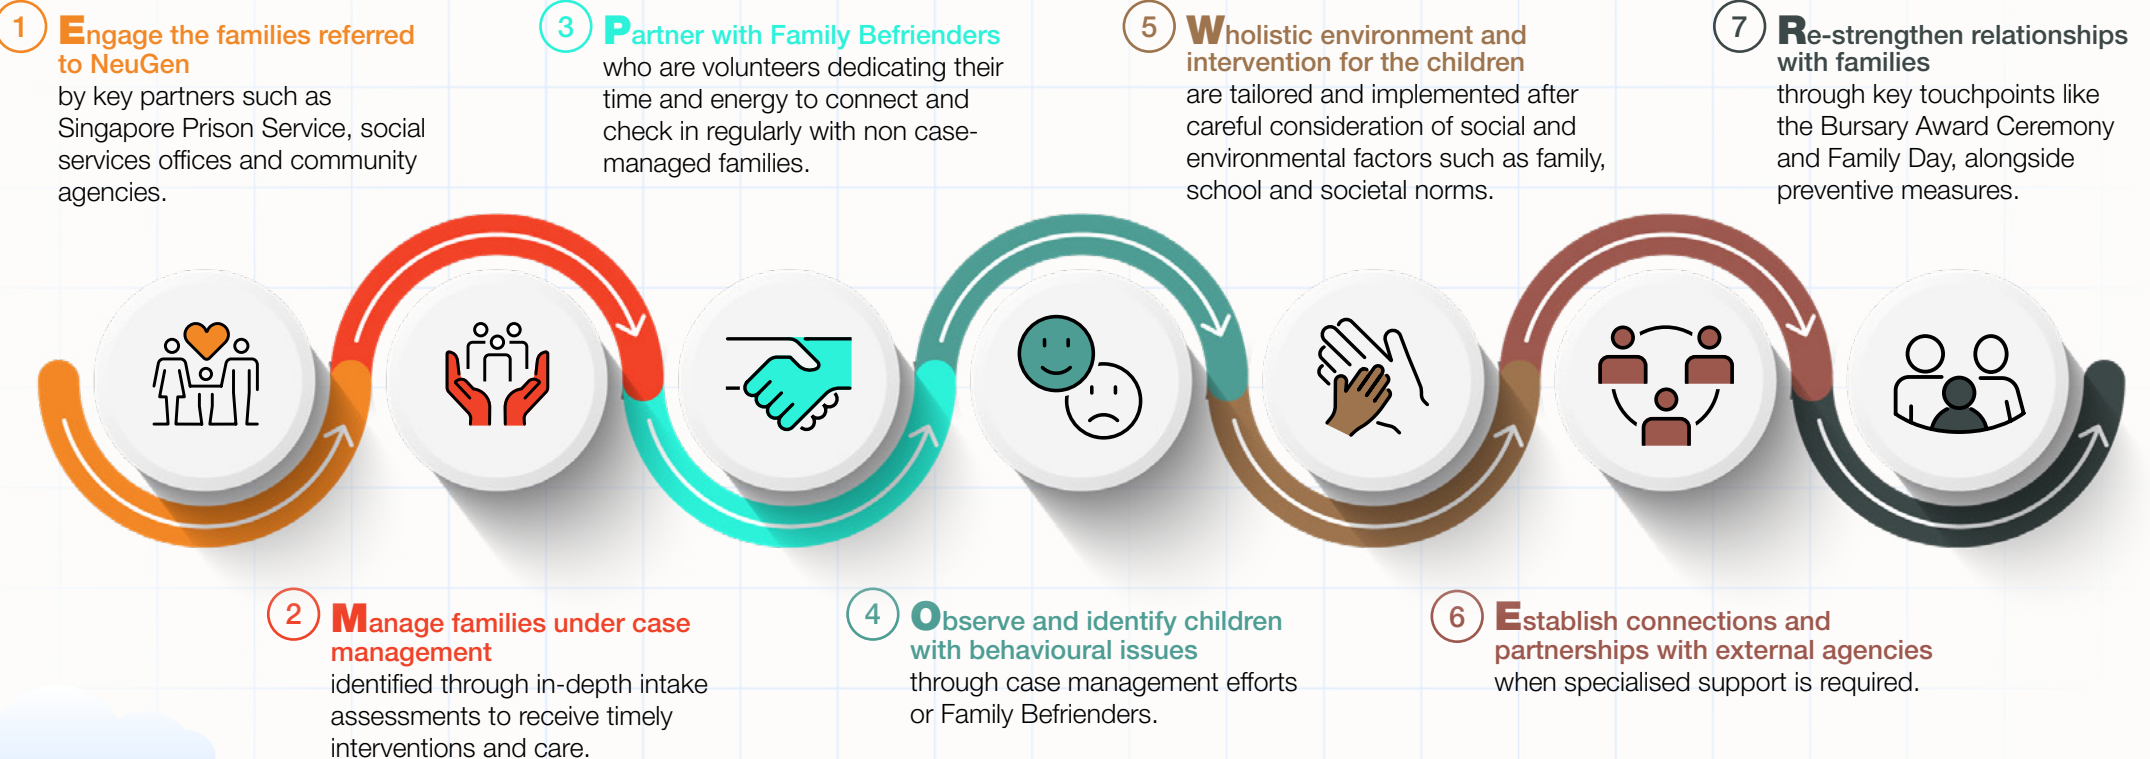 1
Engage the families referred
to NeuGen
by key partners such as
Singapore Prison Service, social
services offices and community
agencies.
3
Partner with Family Befrienders
who are volunteers dedicating their
time and energy to connect and
check in regularly with non case-
managed families.
5
Wholistic environment and
intervention for the children
are tailored and implemented after
careful consideration of social and
environmental factors such as family,
school and societal norms.
7
Re-strengthen relationships
with families
through key touchpoints like
the Bursary Award Ceremony
and Family Day, alongside
preventive measures.
2
Manage families under case
management
identified through in-depth intake
assessments to receive timely
interventions and care.
4
Observe and identify children
with behavioural issues
through case management efforts
or Family Befrienders.
6
Establish connections and
partnerships with external agencies
when specialised support is required.